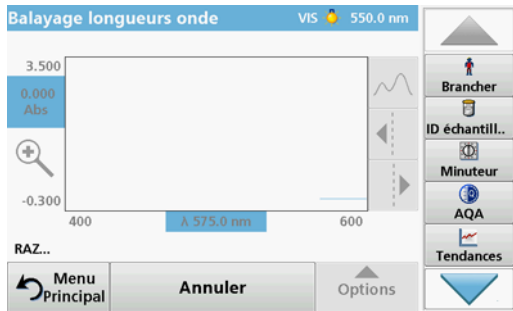 Balayage longueurs onde VIS 550.0 nm
3.500
0.000
Abs
-0.300
400 λ 575.0 nm 600
RAZ...
Menu
Principal
Annuler
Options
Brancher
ID échantill..
Minuteur
AQA
Tendances